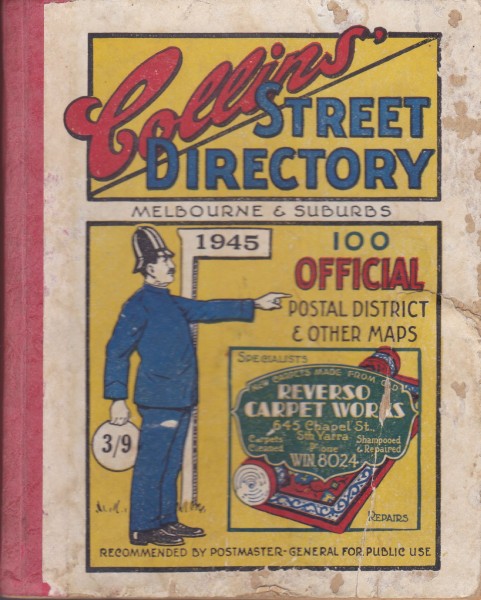 Collins'
STREET
DIRECTORY
MELBOURNE & SUBURBS
1945
100
OFFICIAL
POSTAL DISTRICT
& OTHER MAPS
SPECIALISTS
NEW CARPETS MADE FROM OLD
REVERSO
CARPET WORKS
645 Chapel St.,
Sth Yarra
Carpets Cleaned
Phone
WIN.8024
Shampooed & Repaired
REPAIRS
3/9
RECOMMENDED BY POSTMASTER-GENERAL FOR PUBLIC USE